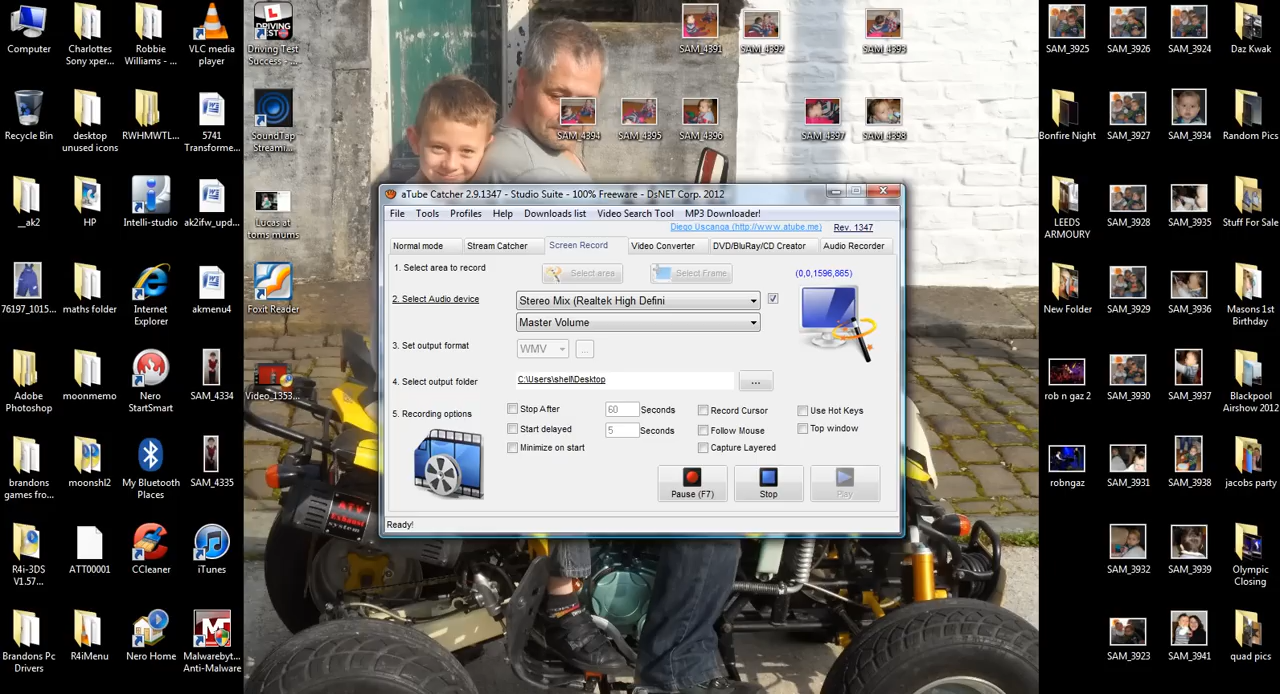 Computer
Charlottes
Sony xper...
Robbie
Williams - ...
VLC media
player
Driving Test
Success - ...
SAM_4391
SAM_4392
SAM_4393
SAM_3925
SAM_3926
SAM_3924
Daz Kwak
Recycle Bin
desktop
unused icons
RWHMWTL...
5741
Transforme...
SoundTap
Streami...
SAM_4394
SAM_4395
SAM_4396
SAM_4397
SAM_4398
Bonfire Night
SAM_3927
SAM_3934
Random Pics
__ak2
HP
Intelli-studio
ak2ifw_upd...
Lucas at
toms mums
LEEDS
ARMOURY
SAM_3928
SAM_3935
Stuff For Sale
76197_1015...
maths folder
Internet
Explorer
akmenu4
Foxit Reader
New Folder
SAM_3929
SAM_3936
Masons 1st
Birthday
Adobe
Photoshop
moonmemo
Nero
StartSmart
SAM_4334
Video_1353...
rob n gaz 2
SAM_3930
SAM_3937
Blackpool
Airshow 2012
brandons
games fro...
moonshl2
My Bluetooth
Places
SAM_4335
robngaz
SAM_3931
SAM_3938
jacobs party
R4i-3DS
V1.57...
ATT00001
CCleaner
iTunes
SAM_3932
SAM_3939
Olympic
Closing
Brandons Pc
Drivers
R4iMenu
Nero Home
Malwarebyt...
Anti-Malware
SAM_3923
SAM_3941
quad pics
aTube Catcher 2.9.1347 - Studio Suite - 100% Freeware - DsNET Corp. 2012
File Tools Profiles Help Downloads list Video Search Tool MP3 Downloader!
Diego Uscanga (http://www.atube.me) Rev. 1347
Normal mode Stream Catcher Screen Record Video Converter DVD/BluRay/CD Creator Audio Recorder
1. Select area to record Select area Select Frame (0,0,1596,865)
2. Select Audio device Stereo Mix (Realtek High Defini
Master Volume
3. Set output format WMV ...
4. Select output folder C:\Users\shell\Desktop ...
5. Recording options
Stop After 60 Seconds Record Cursor Use Hot Keys
Start delayed 5 Seconds Follow Mouse Top window
Minimize on start Capture Layered
Pause (F7) Stop Play
Ready!
DRIVING
TEST
ATV
EXHAUST
system